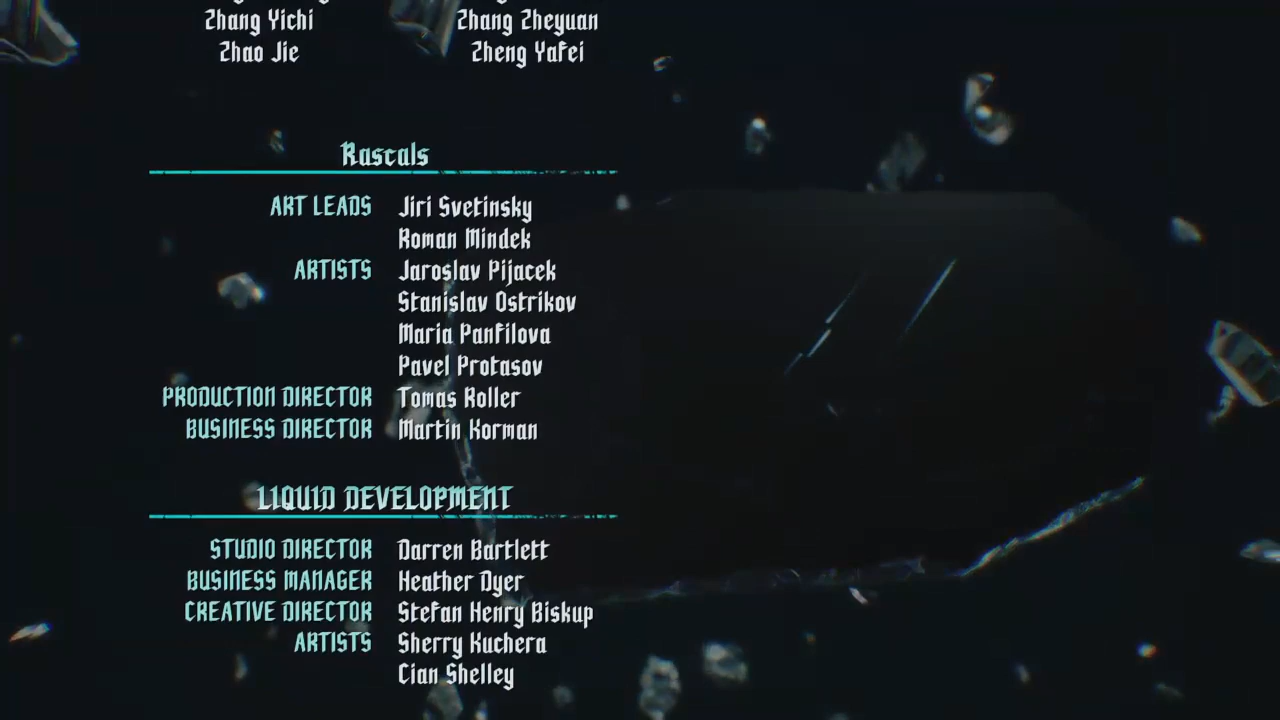 Zhang Yichi Zhang Zheyuan
Zhao Jie Zheng Yafei
Rascals
ART LEADS Jiri Svetinsky
Roman Mindek
ARTISTS Jaroslav Pijacek
Stanislav Ostrikov
Maria Panfilova
Pavel Protasov
PRODUCTION DIRECTOR Tomas Roller
BUSINESS DIRECTOR Martin Korman
LIQUID DEVELOPMENT
STUDIO DIRECTOR Darren Bartlett
BUSINESS MANAGER Heather Dyer
CREATIVE DIRECTOR Stefan Henry Biskup
ARTISTS Sherry Kuchera
Cian Shelley